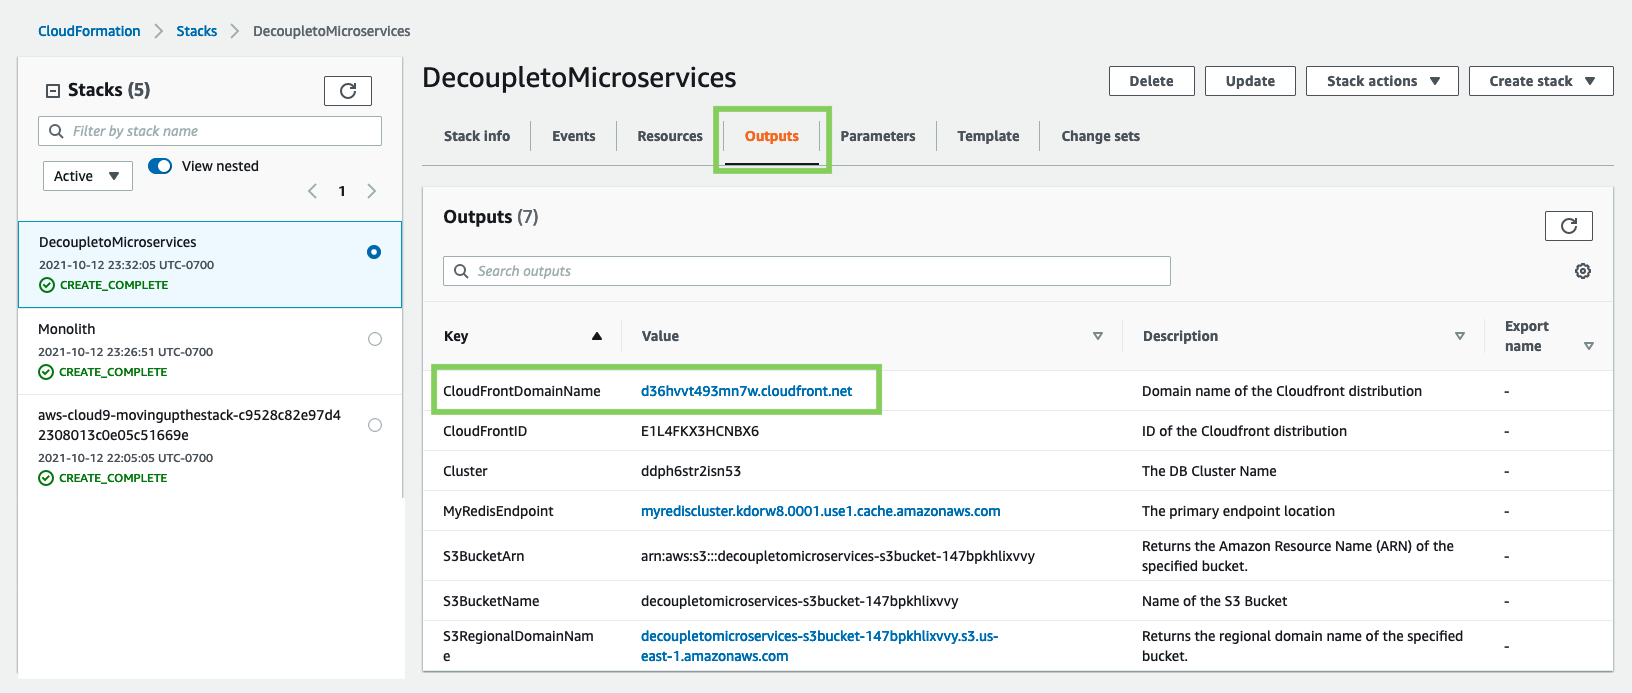 CloudFormation > Stacks > DecoupletoMicroservices
Stacks (5)
Filter by stack name
Active
View nested
< 1 >
DecoupletoMicroservices
2021-10-12 23:32:05 UTC-0700
CREATE_COMPLETE
Monolith
2021-10-12 23:26:51 UTC-0700
CREATE_COMPLETE
aws-cloud9-movingupthestack-c9528c82e97d4
2308013c0e05c51669e
2021-10-12 22:05:05 UTC-0700
CREATE_COMPLETE
DecoupletoMicroservices
Delete Update Stack actions Create stack
Stack info Events Resources Outputs Parameters Template Change sets
Outputs (7)
Search outputs
Key Value Description Export
name
CloudFrontDomainName d36hvvt493mn7w.cloudfront.net Domain name of the Cloudfront distribution -
CloudFrontID E1L4FKX3HCNBX6 ID of the Cloudfront distribution -
Cluster ddph6str2isn53 The DB Cluster Name -
MyRedisEndpoint myrediscluster.kdorw8.0001.use1.cache.amazonaws.com The primary endpoint location -
S3BucketArn arn:aws:s3:::decoupletomicroservices-s3bucket-147bpkhlixvvy Returns the Amazon Resource Name (ARN) of the
specified bucket. -
S3BucketName decoupletomicroservices-s3bucket-147bpkhlixvvy Name of the S3 Bucket -
S3RegionalDomainNam decoupletomicroservices-s3bucket-147bpkhlixvvy.s3.us- Returns the regional domain name of the specified
e east-1.amazonaws.com bucket. -